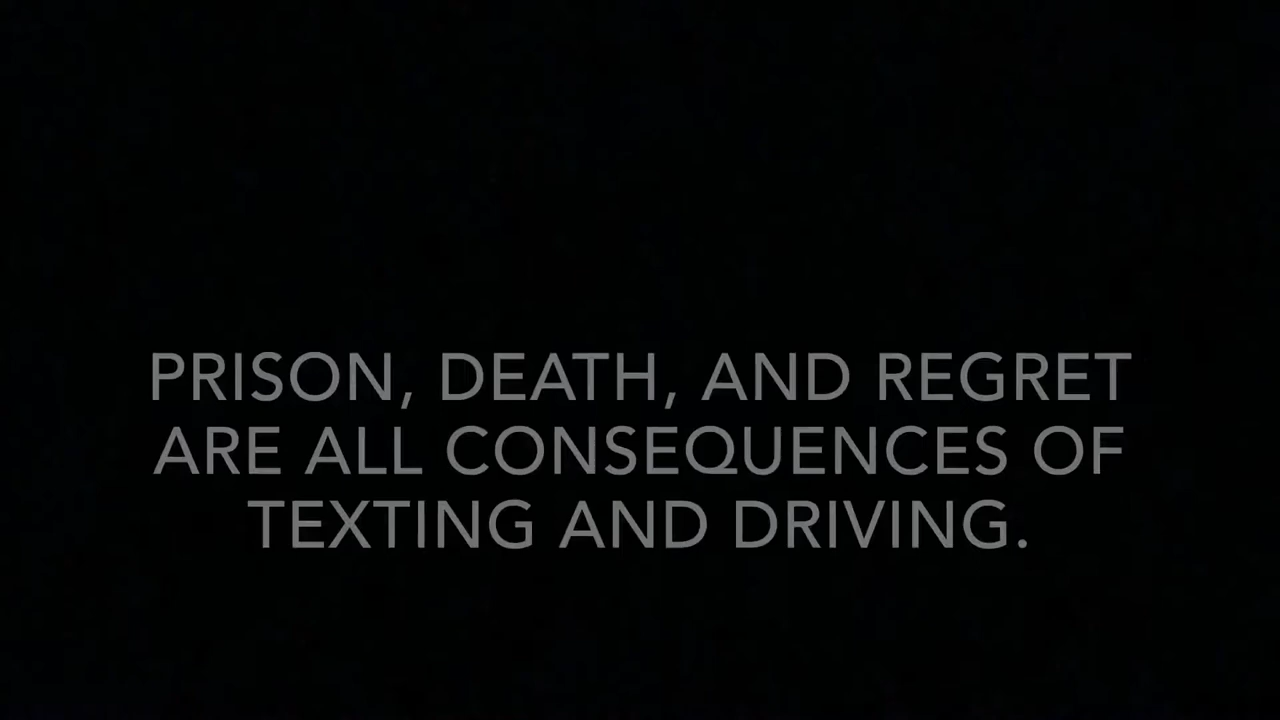 PRISON, DEATH, AND REGRET
ARE ALL CONSEQUENCES OF
TEXTING AND DRIVING.